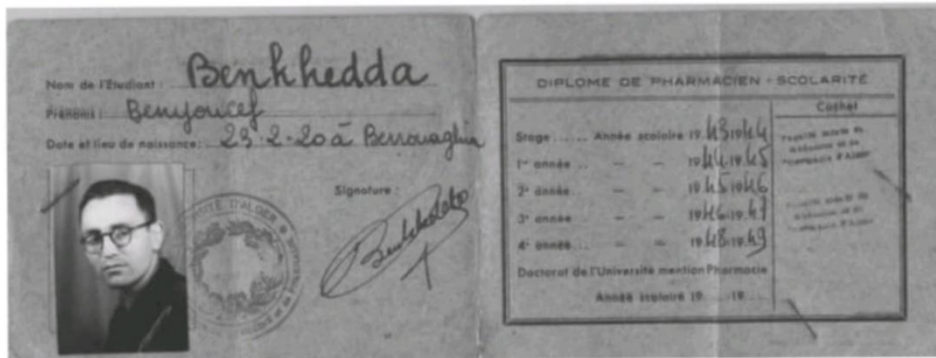 Nom de l'Etudiant : Benkhedda
Prénoms : Benyoucef
Date et lieu de naissance : 23-2-20 à Berrouaghia
Signature :
Benkhedda
DIPLOME DE PHARMACIEN - SCOLARITÉ
Cachet
Stage ...... Année scolaire 1943-1944
1re année .. — — 1944-1945
2e année ... — — 1945-1946
3e année ... — — 1946-1947
4e année ... — — 1948-1949
Doctorat de l'Université mention Pharmacie
Année scolaire 19..... 19.....